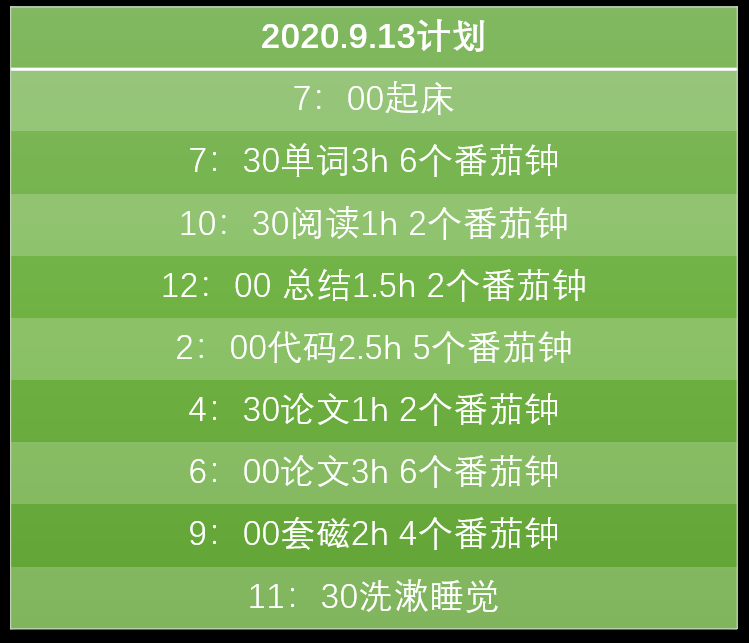 2020.9.13计划
7：00起床
7：30单词3h 6个番茄钟
10：30阅读1h 2个番茄钟
12：00 总结1.5h 2个番茄钟
2：00代码2.5h 5个番茄钟
4：30论文1h 2个番茄钟
6：00论文3h 6个番茄钟
9：00套磁2h 4个番茄钟
11：30洗漱睡觉